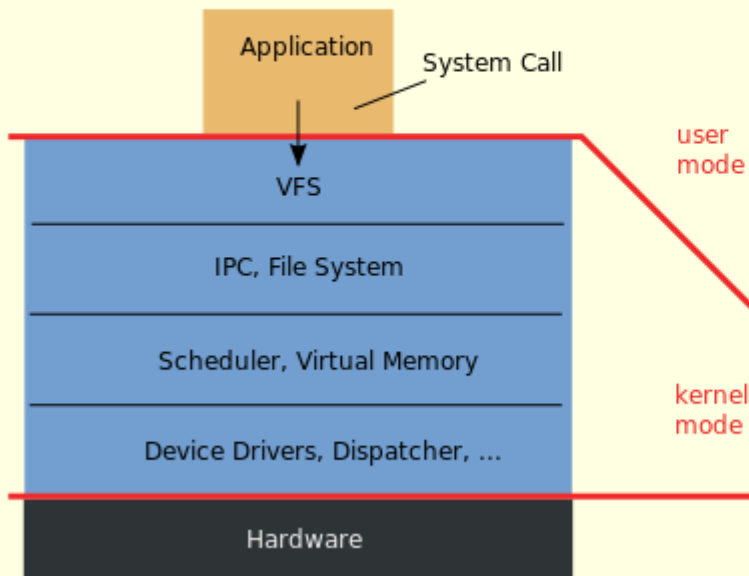 Application
System Call
user
mode
VFS
IPC, File System
Scheduler, Virtual Memory
kernel
mode
Device Drivers, Dispatcher, ...
Hardware